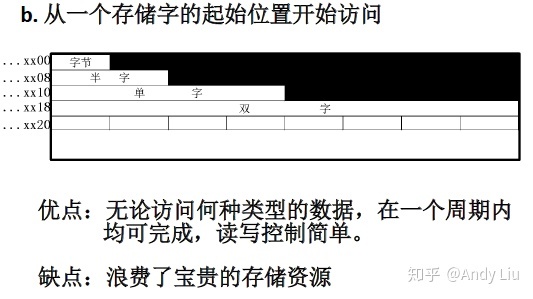 b. 从一个存储字的起始位置开始访问
...xx00 字节
...xx08 半 字
...xx10 单 字
...xx18 双 字
...xx20
优点：无论访问何种类型的数据，在一个周期内
均可完成，读写控制简单。
缺点：浪费了宝贵的存储资源
知乎 @Andy Liu